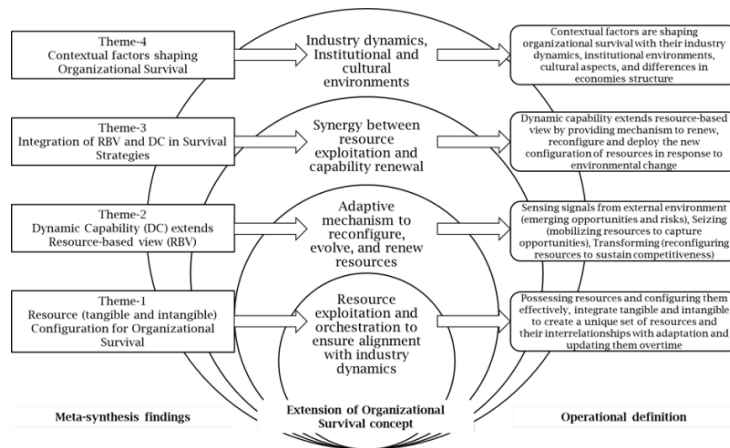 Theme-4
Contextual factors shaping
Organizational Survival
Industry dynamics,
Institutional and
cultural
environments
Contextual factors are shaping
organizational survival with their industry
dynamics, institutional environments,
cultural aspects, and differences in
economies structure
Theme-3
Integration of RBV and DC in Survival
Strategies
Synergy between
resource
exploitation and
capability renewal
Dynamic capability extends resource-based
view by providing mechanism to renew,
reconfigure and deploy the new
configuration of resources in response to
environmental change
Theme-2
Dynamic Capability (DC) extends
Resource-based view (RBV)
Adaptive
mechanism to
reconfigure,
evolve, and renew
resources
Sensing signals from external environment
(emerging opportunities and risks), Seizing
(mobilizing resources to capture
opportunities), Transforming (reconfiguring
resources to sustain competitiveness)
Theme-1
Resource (tangible and intangible)
Configuration for Organizational
Survival
Resource
exploitation and
orchestration to
ensure alignment
with industry
dynamics
Possessing resources and configuring them
effectively, integrate tangible and intangible
to create a unique set of resources and
their interrelationships with adaptation and
updating them overtime
Meta-synthesis findings
Extension of Organizational
Survival concept
Operational definition